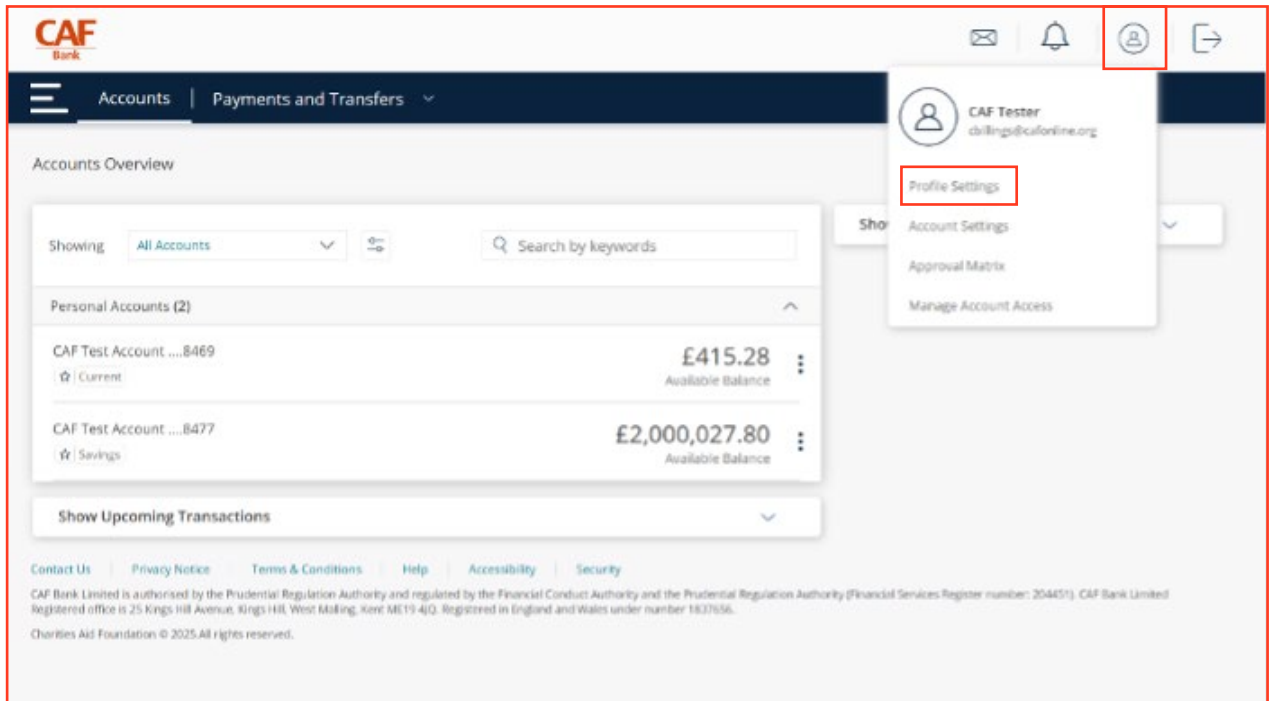 CAF
Bank
Accounts | Payments and Transfers
CAF Tester
cbillings@cafonline.org
Profile Settings
Account Settings
Approval Matrix
Manage Account Access
Accounts Overview
Showing All Accounts Search by keywords
Sho
Personal Accounts (2)
CAF Test Account ....8469
Current
£415.28
Available Balance
CAF Test Account ....8477
Savings
£2,000,027.80
Available Balance
Show Upcoming Transactions
Contact Us Privacy Notice Terms & Conditions Help Accessibility Security
CAF Bank Limited is authorised by the Prudential Regulation Authority and regulated by the Financial Conduct Authority and the Prudential Regulation Authority (Financial Services Register number: 204451). CAF Bank Limited
Registered office is 25 Kings Hill Avenue, Kings Hill, West Malling, Kent ME19 4JQ. Registered in England and Wales under number 1837656.
Charities Aid Foundation © 2025.All rights reserved.